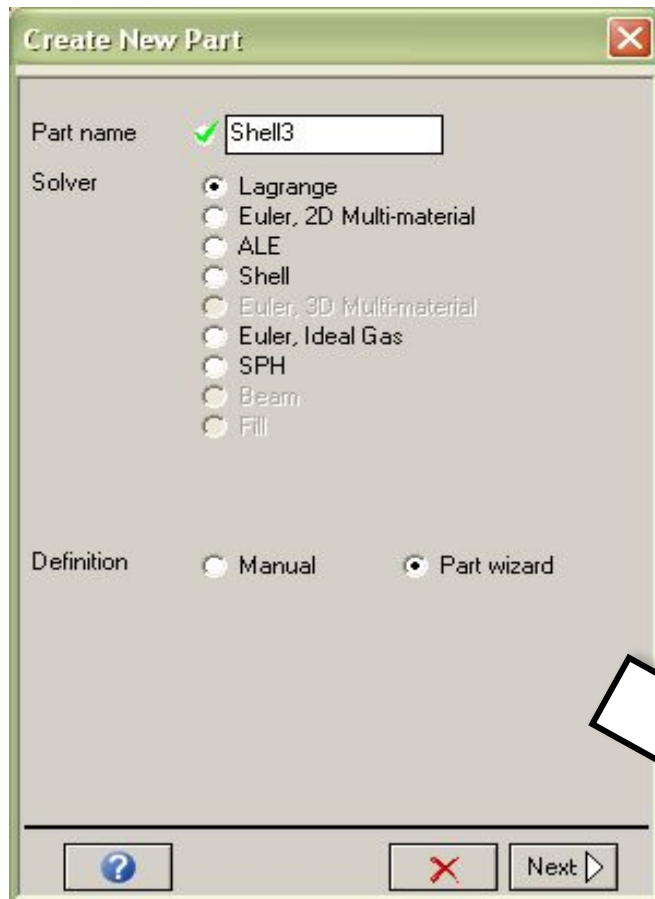 Create New Part
Part name Shell3
Solver Lagrange
Euler, 2D Multi-material
ALE
Shell
Euler, 3D Multi-material
Euler, Ideal Gas
SPH
Beam
Fill
Definition Manual Part wizard
? Next